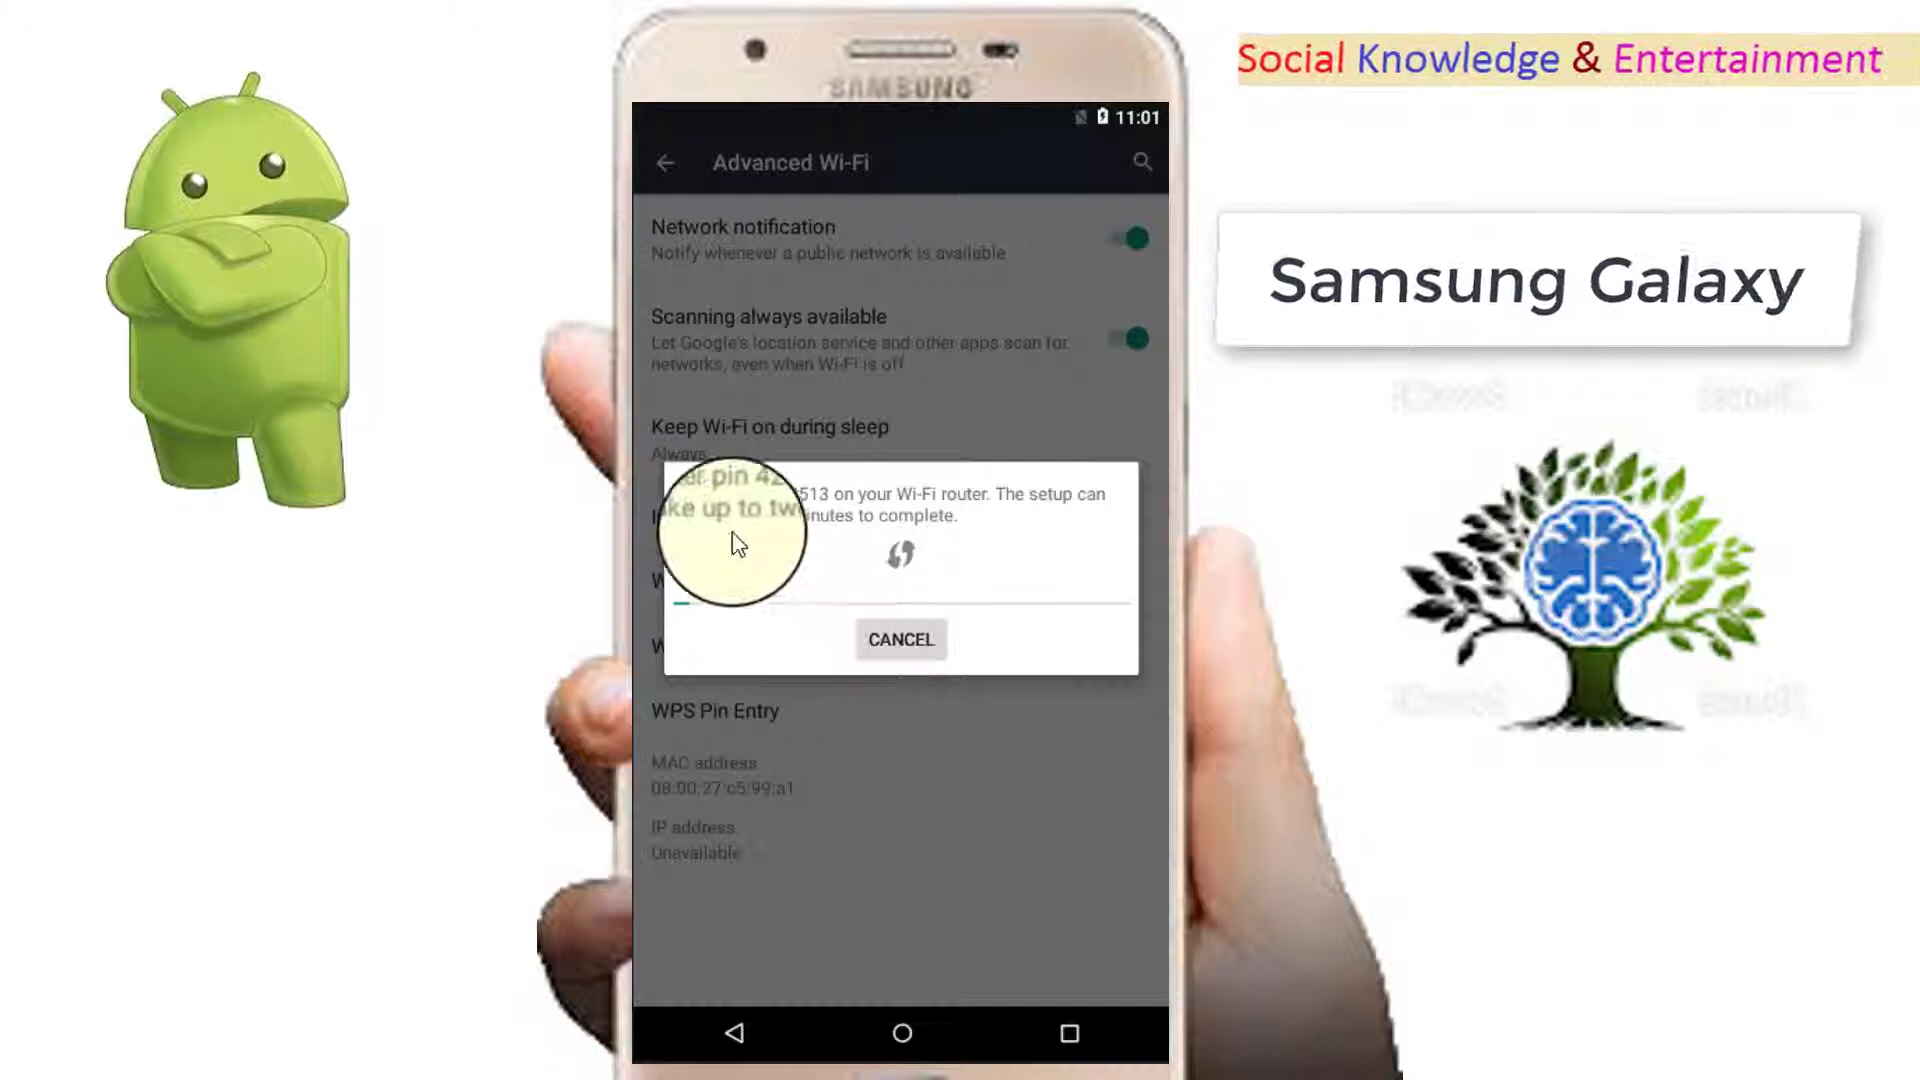 Social Knowledge & Entertainment
SAMSUNG
11:01
Advanced Wi-Fi
Samsung Galaxy
Network notification
Notify whenever a public network is available
Scanning always available
Let Google's location service and other apps scan for
networks, even when Wi-Fi is off
Keep Wi-Fi on during sleep
Always
pin 42 513 on your Wi-Fi router. The setup can
up to to complete.
CANCEL
WPS Pin Entry
MAC address
08:00:27:c5:99:a1
IP address
Unavailable